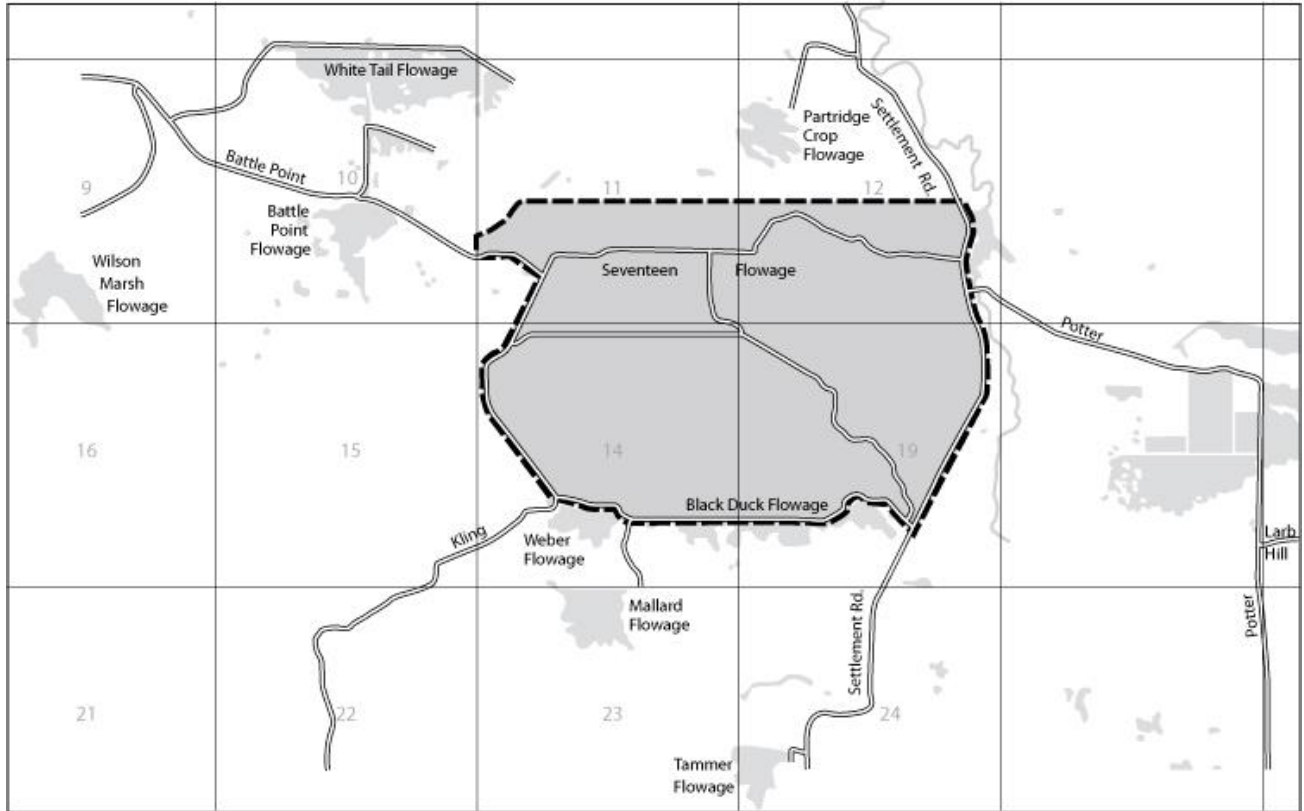 White Tail Flowage
Partridge
Crop
Flowage
Settlement Rd.
Battle Point
9
10
11
12
Battle
Point
Flowage
Wilson
Marsh
Flowage
Seventeen Flowage
Potter
16
15
14
19
Black Duck Flowage
Kling
Weber
Flowage
Larb
Hill
Mallard
Flowage
Settlement Rd.
Potter
21
22
23
24
Tammer
Flowage